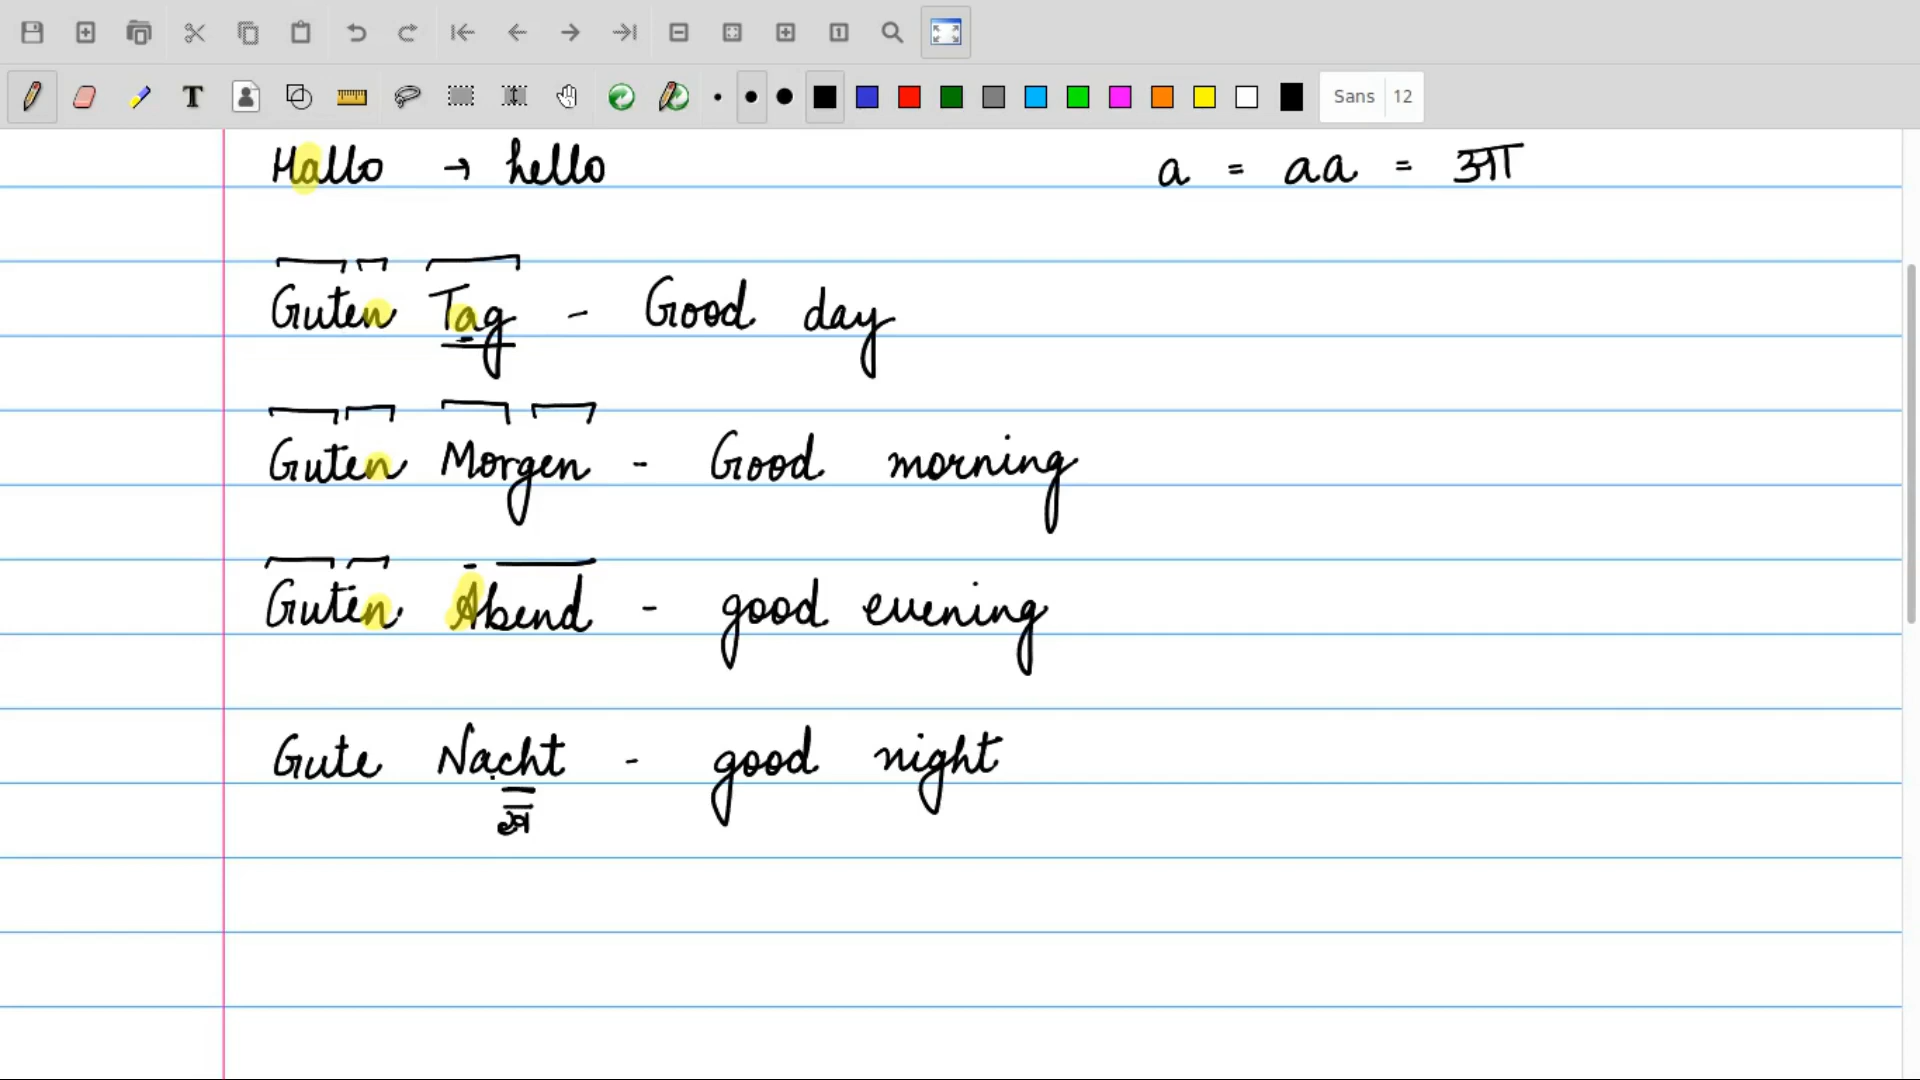 Sans 12
Hallo → hello a = aa = आ
Guten Tag - Good day
Guten Morgen - Good morning
Guten Abend - good evening
Gute Nacht - good night